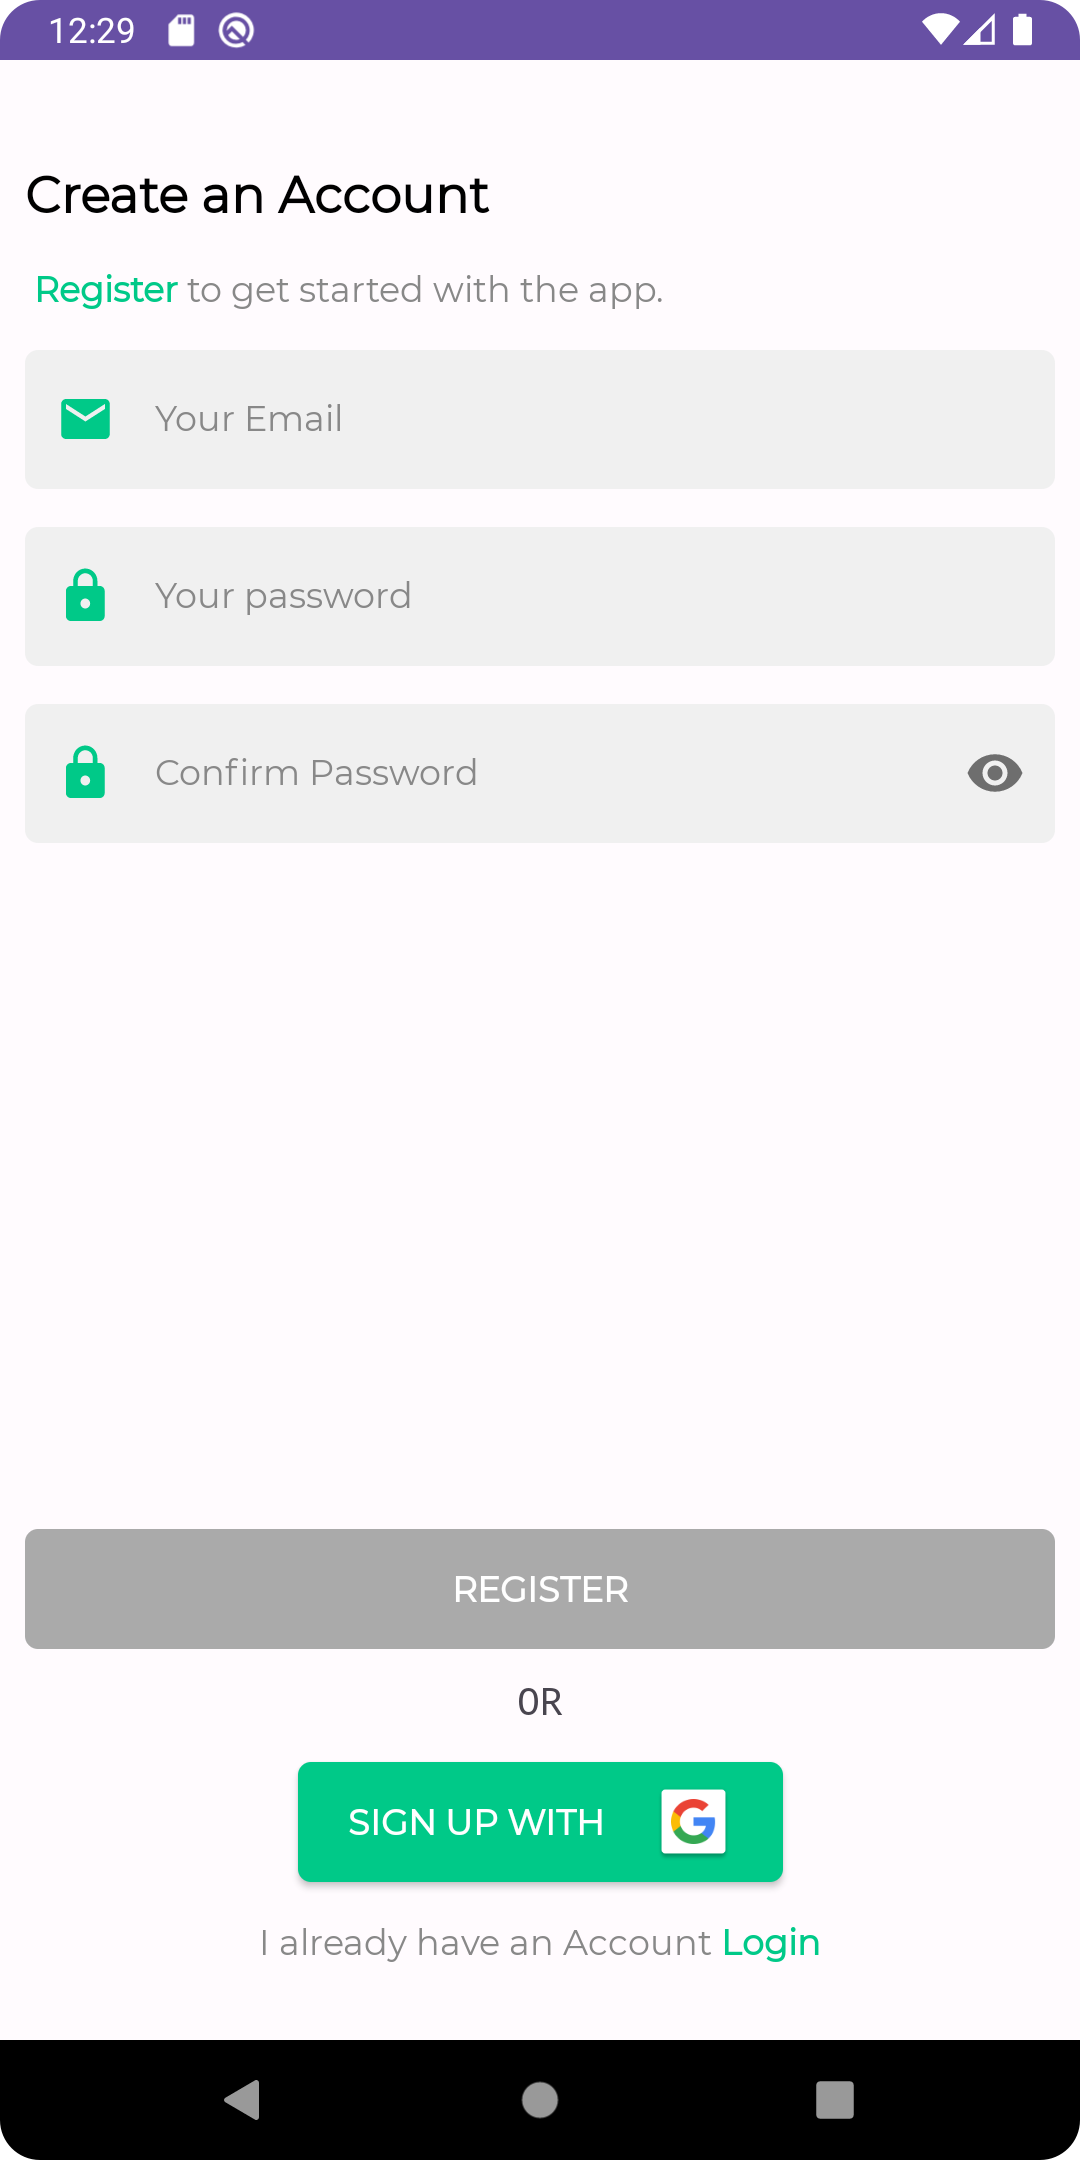 12:29
Create an Account
Register to get started with the app.
Your Email
Your password
Confirm Password
REGISTER
OR
SIGN UP WITH
I already have an Account Login